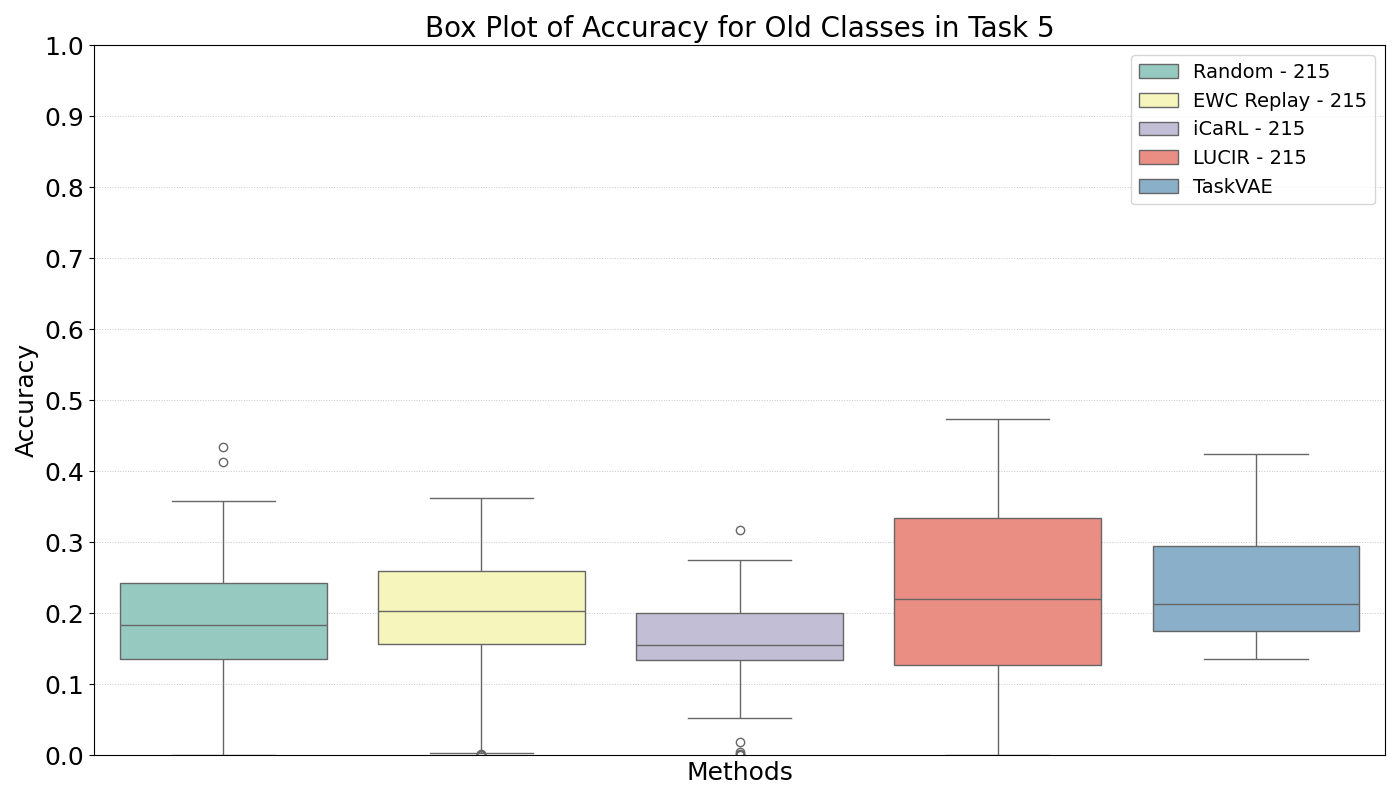 Box Plot of Accuracy for Old Classes in Task 5
1.0
0.9
0.8
0.7
0.6
0.5
0.4
0.3
0.2
0.1
0.0
Accuracy
Methods
Random - 215
EWC Replay - 215
iCaRL - 215
LUCIR - 215
TaskVAE